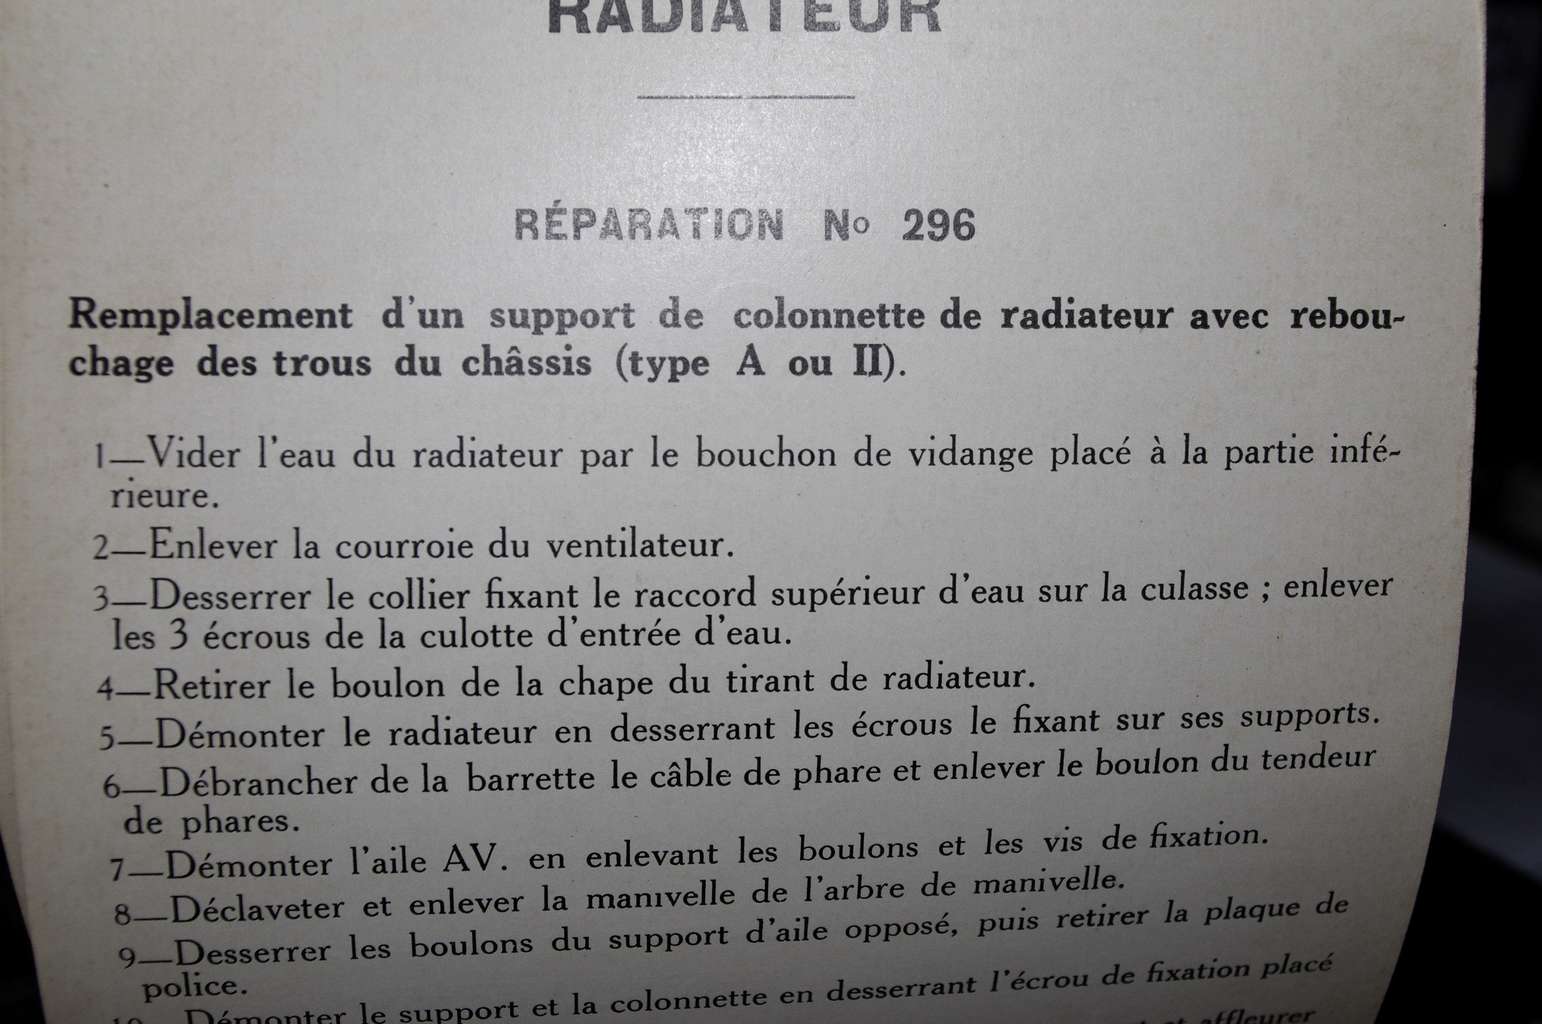 RADIATEUR
RÉPARATION No 296
Remplacement d'un support de colonnette de radiateur avec rebou-
chage des trous du châssis (type A ou II).
1—Vider l'eau du radiateur par le bouchon de vidange placé à la partie infé-
rieure.
2—Enlever la courroie du ventilateur.
3—Desserrer le collier fixant le raccord supérieur d'eau sur la culasse ; enlever
les 3 écrous de la culotte d'entrée d'eau.
4—Retirer le boulon de la chape du tirant de radiateur.
5—Démonter le radiateur en desserrant les écrous le fixant sur ses supports.
6—Débrancher de la barrette le câble de phare et enlever le boulon du tendeur
de phares.
7—Démonter l'aile AV. en enlevant les boulons et les vis de fixation.
8—Déclaveter et enlever la manivelle de l'arbre de manivelle.
9—Desserrer les boulons du support d'aile opposé, puis retirer la plaque de
police.
10—Démonter le support et la colonnette en desserrant l'écrou de fixation placé
et affleurer